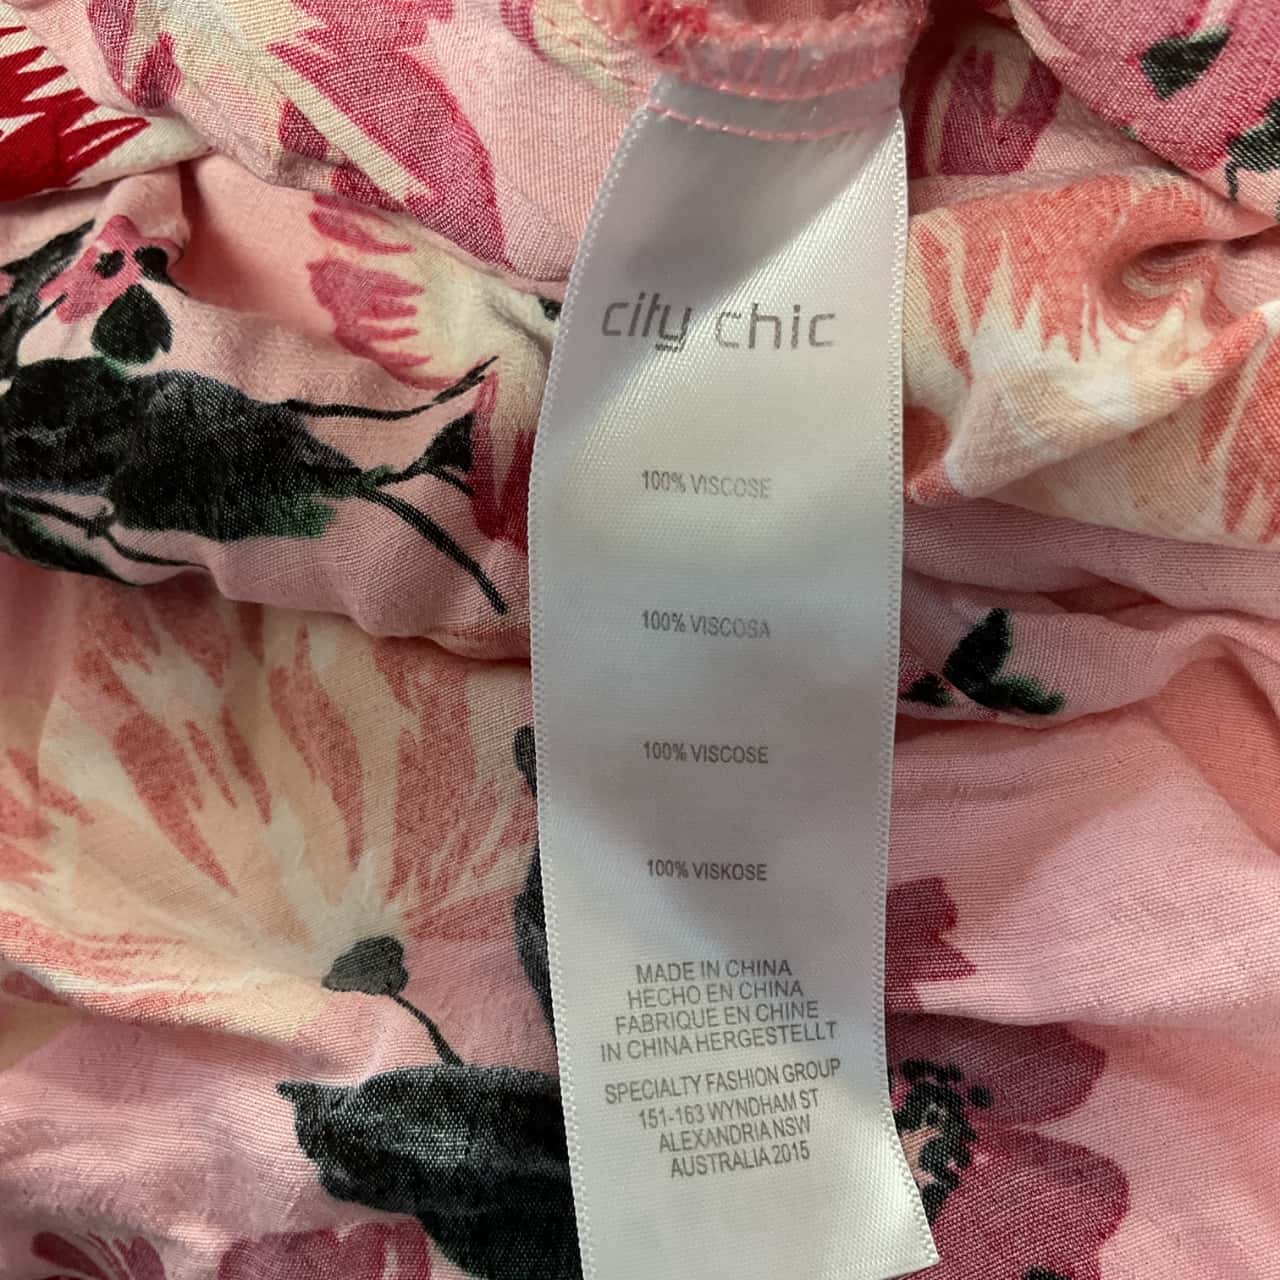 city chic
100% VISCOSE
100% VISCOSA
100% VISCOSE
100% VISKOSE
MADE IN CHINA
HECHO EN CHINA
FABRIQUE EN CHINE
IN CHINA HERGESTELLT
SPECIALTY FASHION GROUP
151-163 WYNDHAM ST
ALEXANDRIA NSW
AUSTRALIA 2015